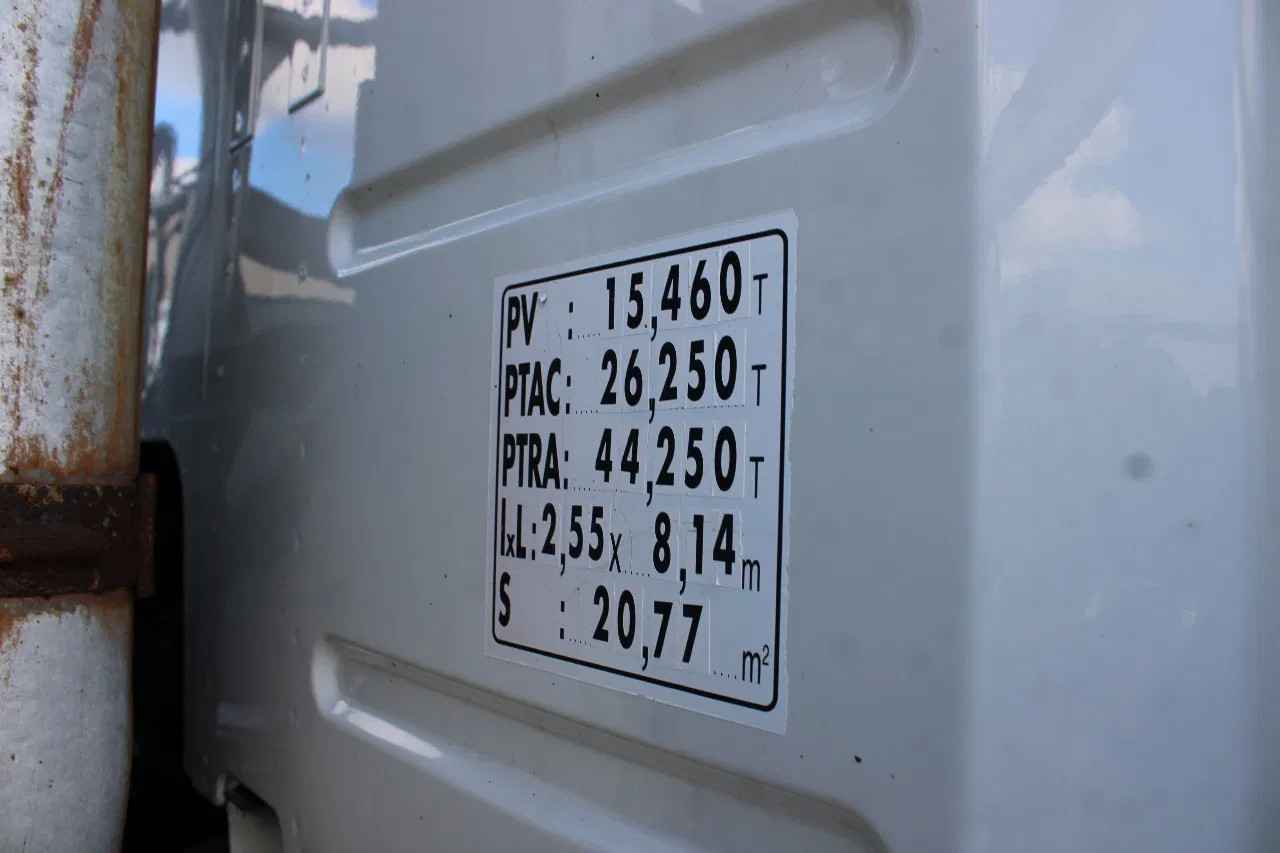 PV : ..... 15,460 T
PTAC: ..... 26,250 T
PTRA: ..... 44,250 T
lxL: 2,55 x ..... 8,14 m
S : ..... 20,77 .... m²